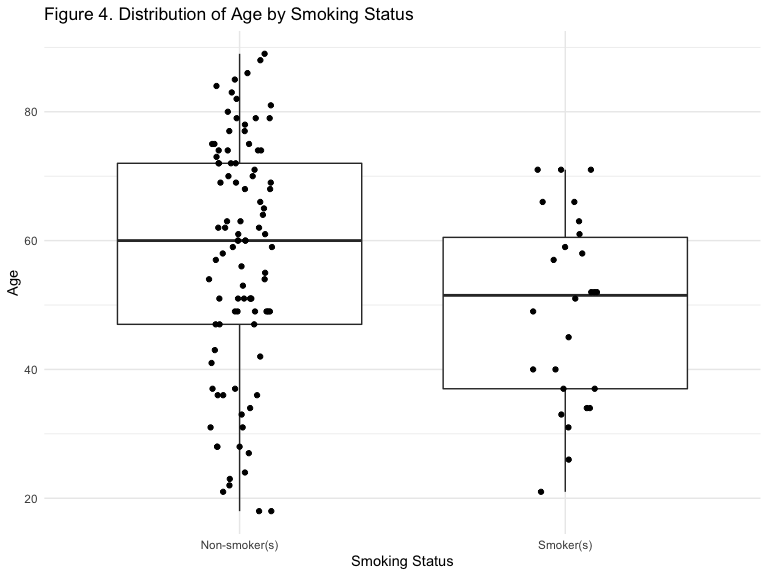 Figure 4. Distribution of Age by Smoking Status
80
60
40
20
Age
Non-smoker(s)
Smoker(s)
Smoking Status